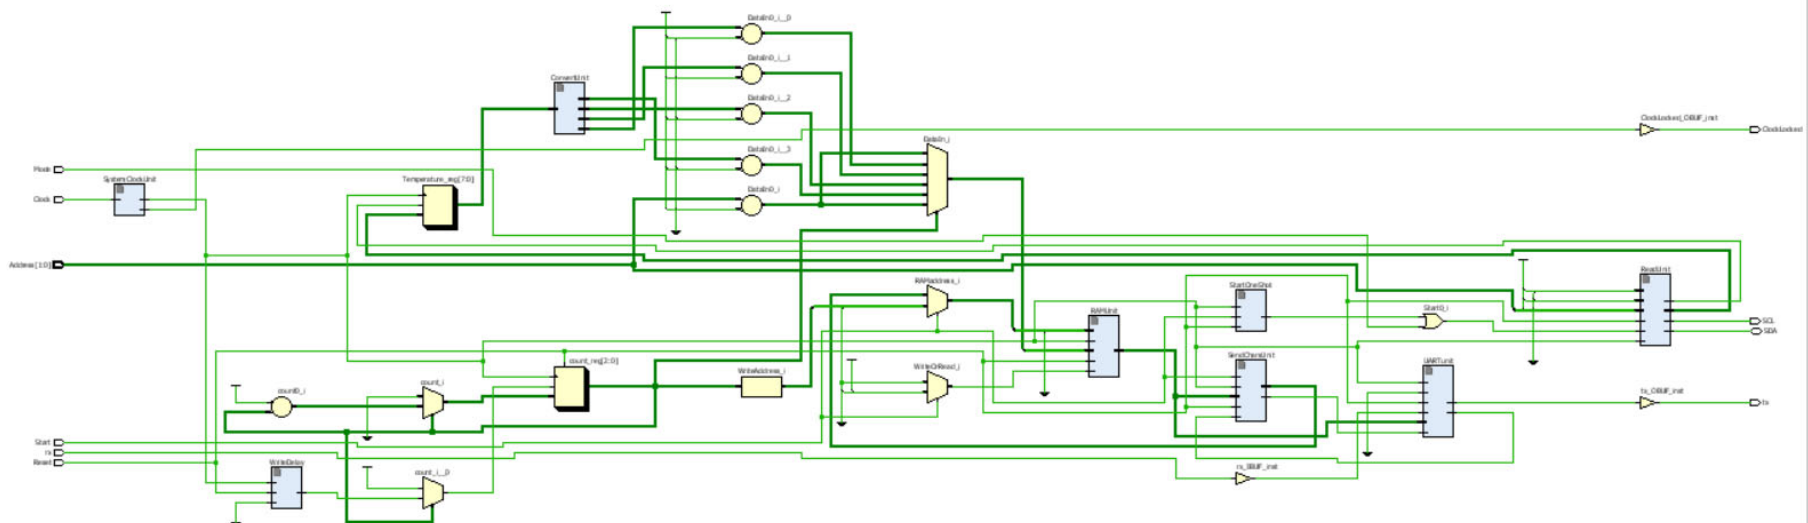 DataIn0_i__0
DataIn0_i__1
ConvertUnit
DataIn0_i__2
ClockLocked_OBUF_inst
ClockLocked
DataIn_i
DataIn0_i__3
Mode
SystemClockUnit
Temperature_reg[7:0]
DataIn0_i
Clock
Address[1:0]
ReadUnit
RAMaddress_i
StartOneShot
RAMUnit
Start0_i
SCL
SDA
count_reg[2:0]
SendCharsUnit
UARTunit
WriteAddress_i
WriteOrRead_i
count_i
count0_i
tx_OBUF_inst
tx
Start
rx
Reset
WriteDelay
count_i__0
rx_IBUF_inst